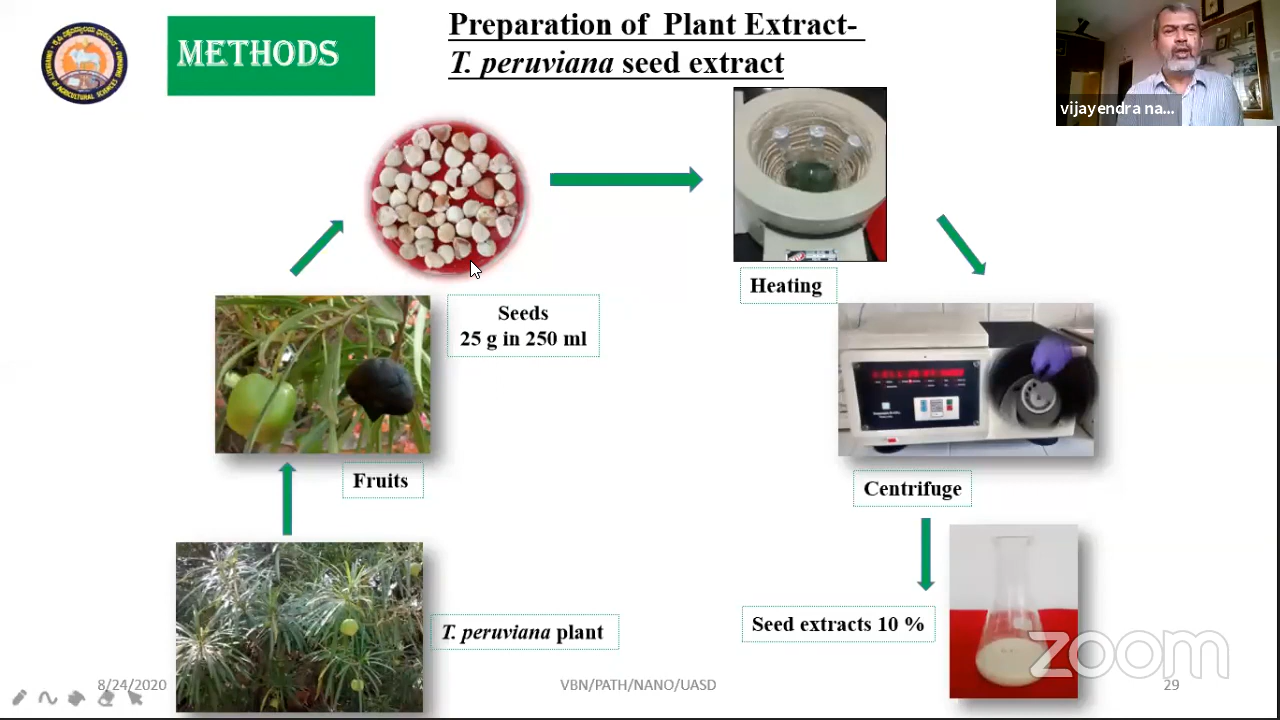 METHODS
Preparation of Plant Extract-
T. peruviana seed extract
vijayendra na...
Seeds
25 g in 250 ml
Heating
Fruits
Centrifuge
T. peruviana plant
Seed extracts 10 %
zoom
8/24/2020
VBN/PATH/NANO/UASD
29